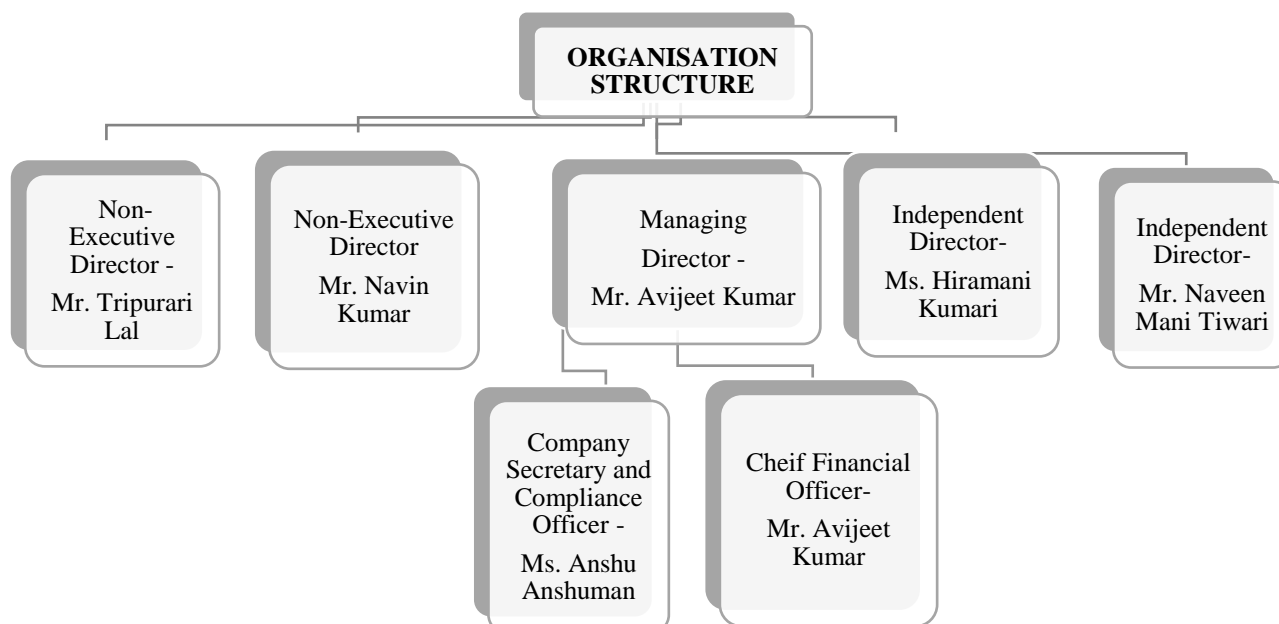 ORGANISATION
STRUCTURE
Non-
Executive
Director -
Mr. Tripurari
Lal
Non-Executive
Director
Mr. Navin
Kumar
Managing
Director -
Mr. Avijeet Kumar
Independent
Director-
Ms. Hiramani
Kumari
Independent
Director-
Mr. Naveen
Mani Tiwari
Company
Secretary and
Compliance
Officer -
Ms. Anshu
Anshuman
Cheif Financial
Officer-
Mr. Avijeet
Kumar